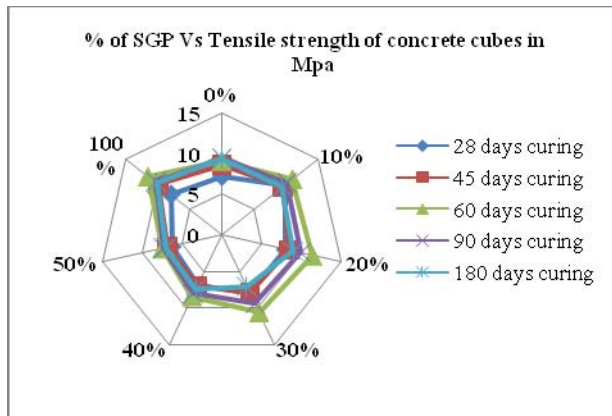 % of SGP Vs Tensile strength of concrete cubes in
Mpa
0%
15
10
5
0
10%
20%
30%
40%
50%
100
%
28 days curing
45 days curing
60 days curing
90 days curing
180 days curing